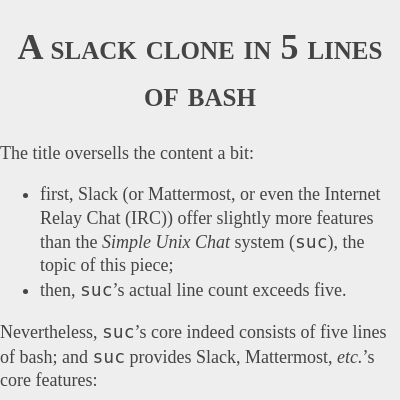 A slack clone in 5 lines
of bash
The title oversells the content a bit:
• first, Slack (or Mattermost, or even the Internet
Relay Chat (IRC)) offer slightly more features
than the Simple Unix Chat system (suc), the
topic of this piece;
• then, suc’s actual line count exceeds five.
Nevertheless, suc’s core indeed consists of five lines
of bash; and suc provides Slack, Mattermost, etc.’s
core features: